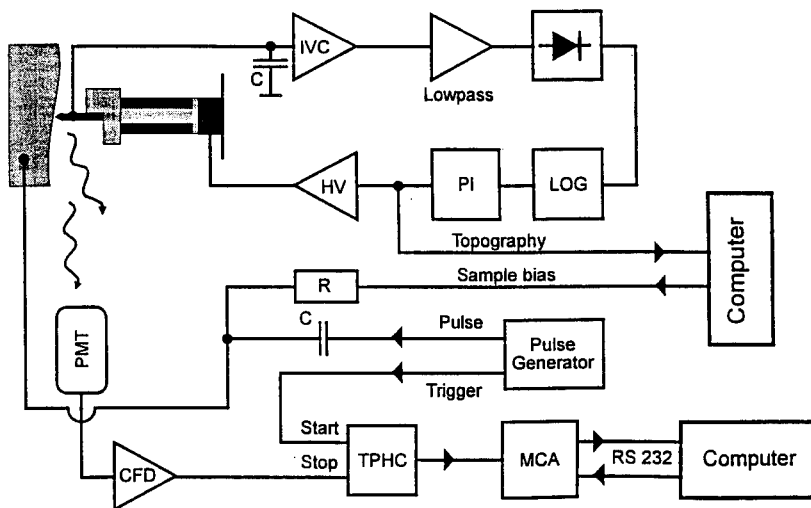 IVC
C
Lowpass
HV
PI
LOG
Topography
Computer
Sample bias
R
C
Pulse
Pulse
Generator
PMT
Trigger
Start
Stop
CFD
TPHC
MCA
RS 232
Computer